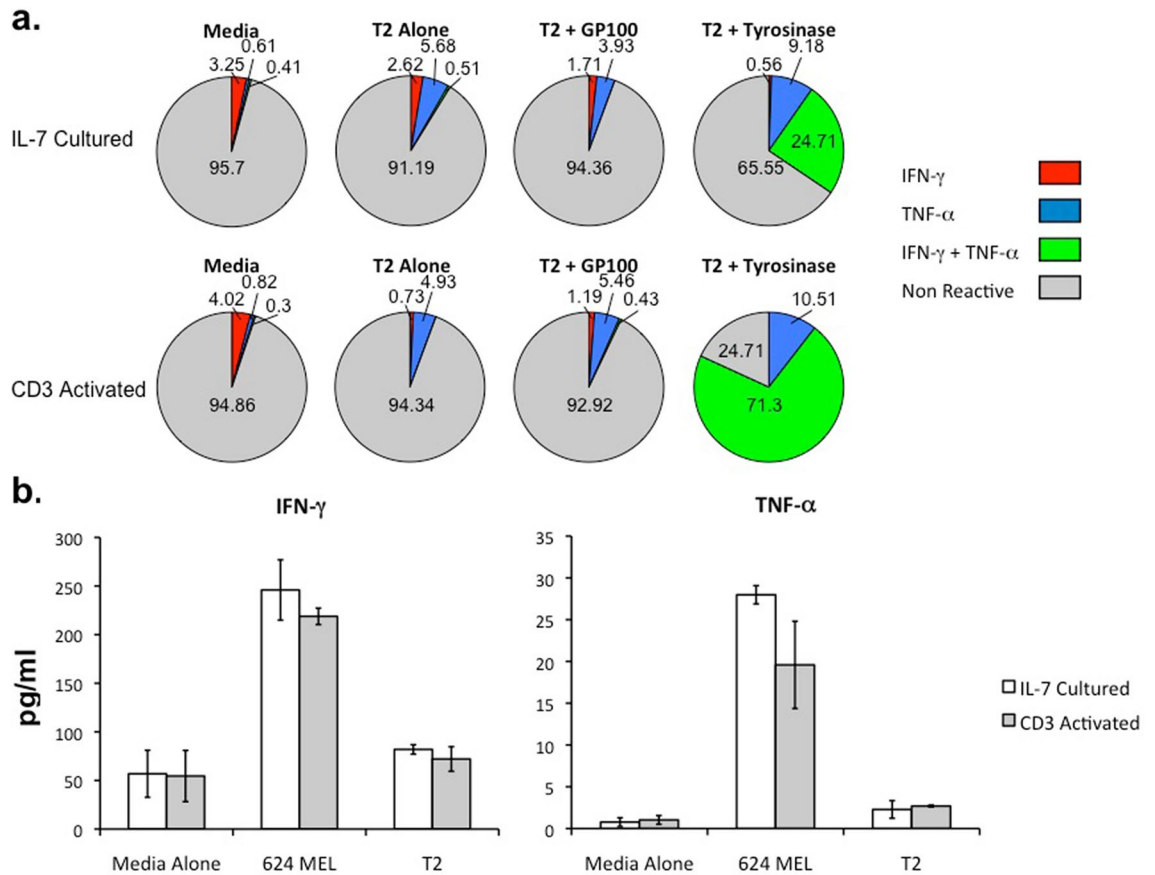 a.
Media
T2 Alone
T2 + GP100
T2 + Tyrosinase
0.61
5.68
3.93
9.18
3.25
0.41
2.62
0.51
1.71
0.56
IL-7 Cultured
95.7
91.19
94.36
65.55
24.71
IFN-γ
TNF-α
IFN-γ + TNF-α
Non Reactive
Media
T2 Alone
T2 + GP100
T2 + Tyrosinase
0.82
4.93
5.46
4.02
0.3
0.73
1.19
0.43
10.51
CD3 Activated
94.86
94.34
92.92
24.71
71.3
b.
IFN-γ
TNF-α
pg/ml
300
250
200
150
100
50
0
Media Alone
624 MEL
T2
35
30
25
20
15
10
5
0
Media Alone
624 MEL
T2
IL-7 Cultured
CD3 Activated